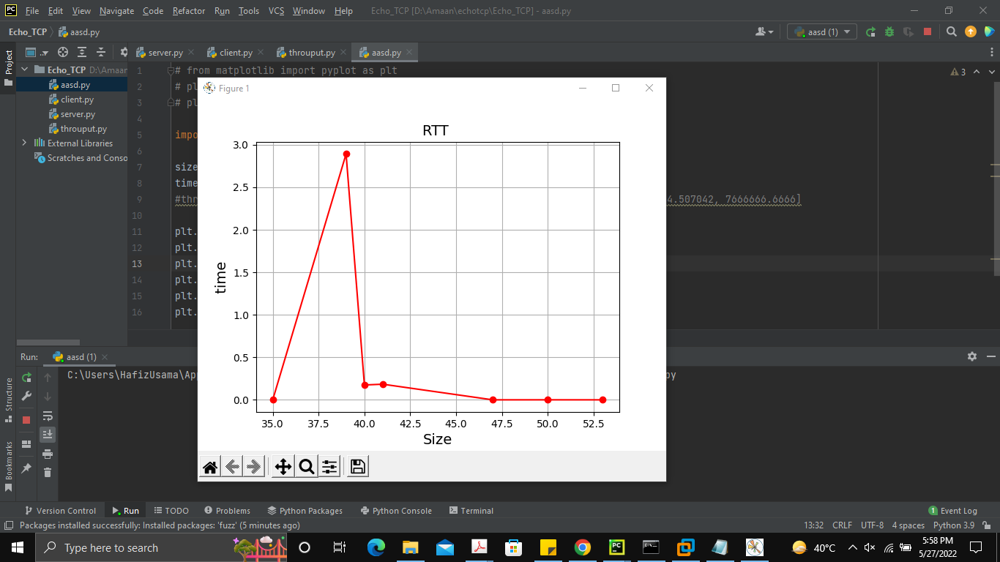 File Edit View Navigate Code Refactor Run Tools VCS Window Help Echo_TCP [D:\Amaan\echotcp\Echo_TCP] - aasd.py
Echo_TCP aasd.py aasd (1)
Project
server.py client.py throuput.py aasd.py
Echo_TCP D:\Amaan
aasd.py
client.py
server.py
throuput.py
External Libraries
Scratches and Conso
1 # from matplotlib import pyplot as plt
3
2 # pl
3 # pl
4
5 impo
6
7 size
8 time
9 #thr 4.507042, 7666666.6666]
10
11 plt.
12 plt.
13 plt.
14 plt.
15 plt.
16 plt.
Figure 1
RTT
3.0
2.5
2.0
1.5
1.0
0.5
0.0
time
35.0 37.5 40.0 42.5 45.0 47.5 50.0 52.5
Size
Run: aasd (1)
C:\Users\HafizUsama\Ap py
Structure
Bookmarks
Version Control Run TODO Problems Python Packages Python Console Terminal 1 Event Log
Packages installed successfully: Installed packages: 'fuzz' (5 minutes ago) 13:32 CRLF UTF-8 4 spaces Python 3.9
Type here to search 40°C 5:58 PM
5/27/2022